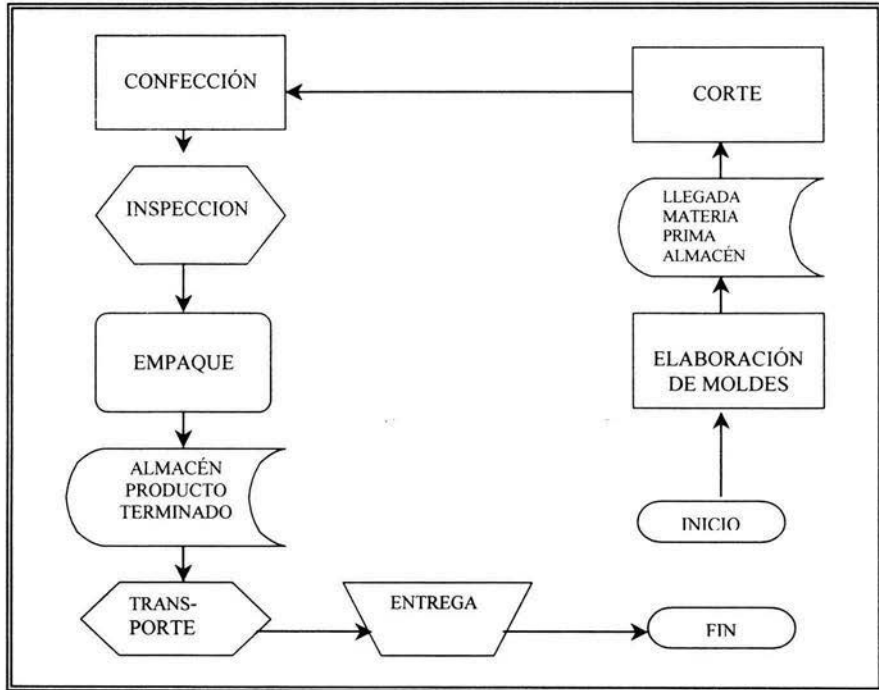 CONFECCIÓN
CORTE
INSPECCION
LLEGADA
MATERIA
PRIMA
ALMACÉN
EMPAQUE
ELABORACIÓN
DE MOLDES
ALMACÉN
PRODUCTO
TERMINADO
INICIO
TRANS-
PORTE
ENTREGA
FIN